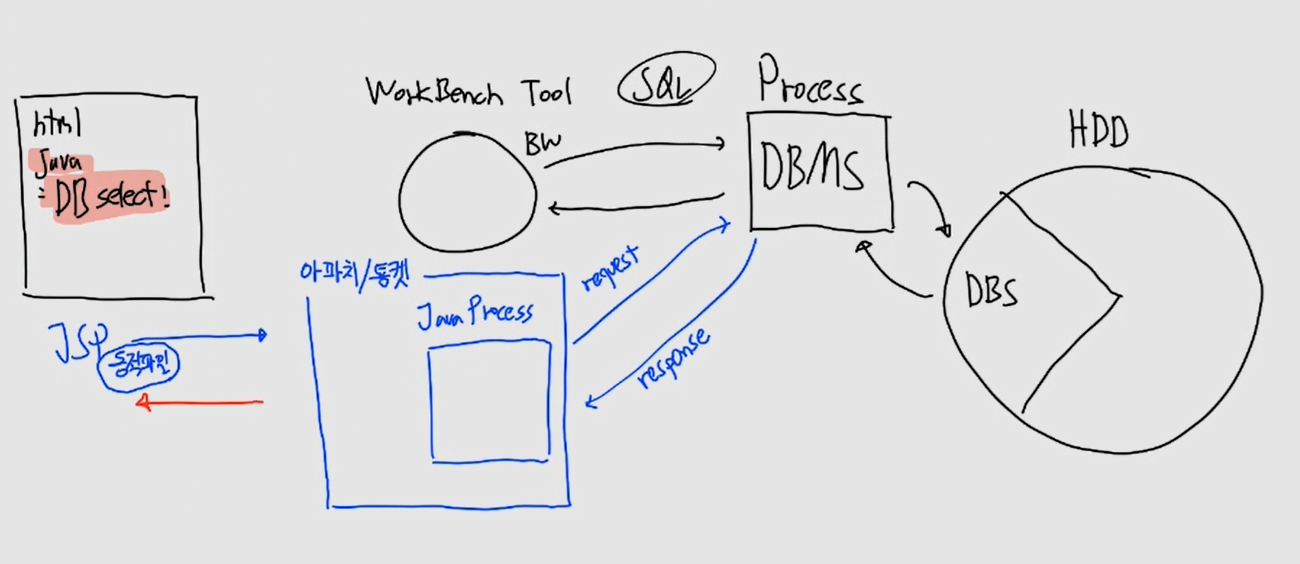 html
Java
= DB select!
JSP
동적파일
WorkBench Tool
BW
SQL
Process
DBMS
HDD
DBS
아파치/톰켓
Java Process
request
response